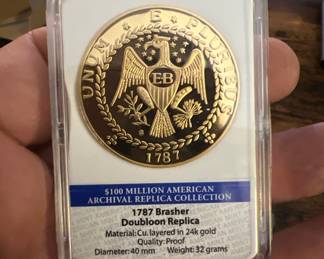 UNUM ★ E ★ PLURIBUS
EB
1787
$100 MILLION AMERICAN
ARCHIVAL REPLICA COLLECTION
1787 Brasher
Doubloon Replica
Material: Cu. layered in 24k gold
Quality: Proof
Diameter: 40 mm Weight: 32 grams